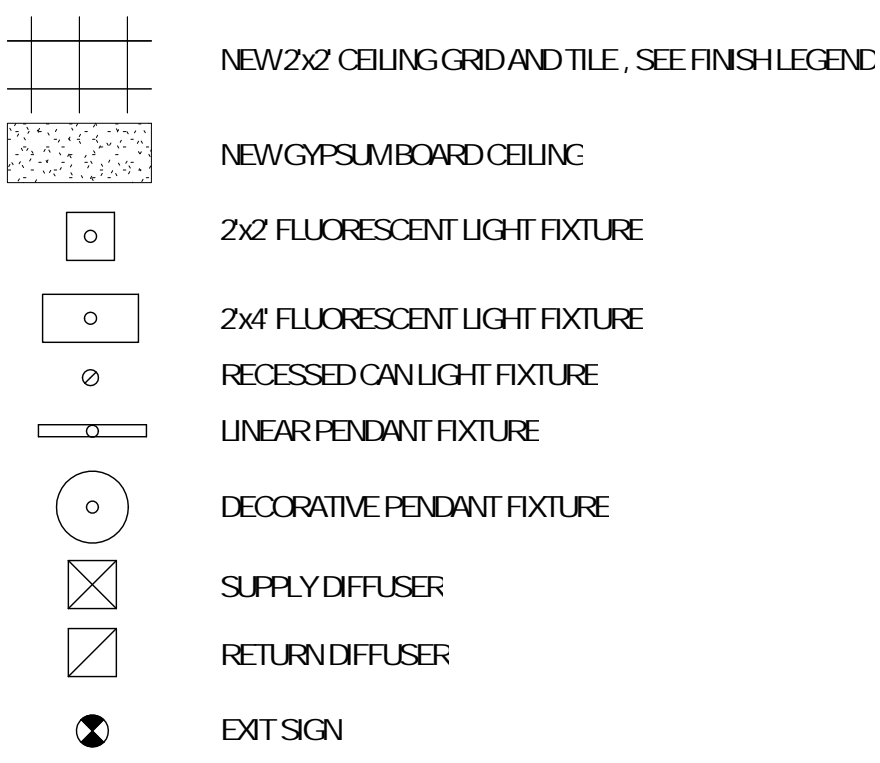 NEW 2'x2' CEILING GRID AND TILE , SEE FINISH LEGEND
NEW GYPSUM BOARD CEILING
2'x2' FLUORESCENT LIGHT FIXTURE
2'x4' FLUORESCENT LIGHT FIXTURE
RECESSED CAN LIGHT FIXTURE
LINEAR PENDANT FIXTURE
DECORATIVE PENDANT FIXTURE
SUPPLY DIFFUSER
RETURN DIFFUSER
EXIT SIGN